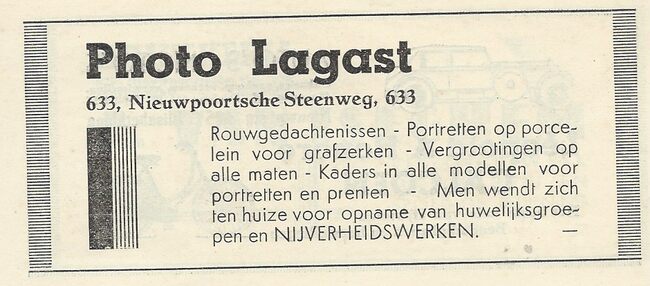 Photo Lagast
633, Nieuwpoortsche Steenweg, 633
Rouwgedachtenissen - Portretten op porce-
lein voor grafzerken - Vergrootingen op
alle maten - Kaders in alle modellen voor
portretten en prenten - Men wendt zich
ten huize voor opname van huwelijksgroe-
pen en NIJVERHEIDSWERKEN. —